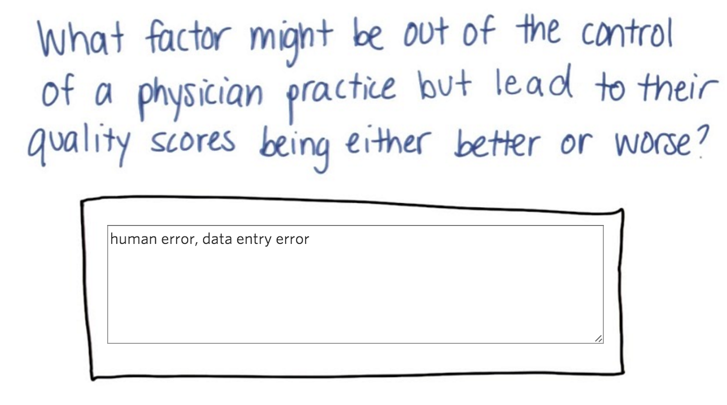 What factor might be out of the control
of a physician practice but lead to their
quality scores being either better or worse?
human error, data entry error